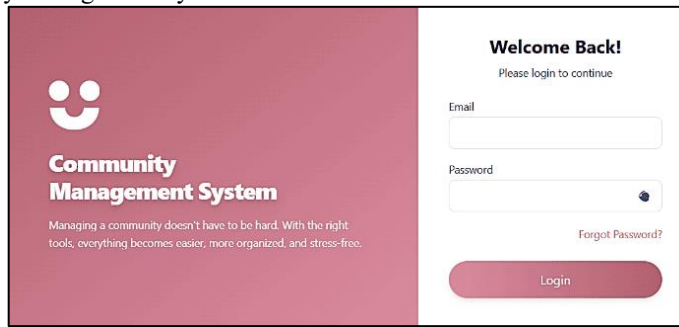 Community
Management System
Managing a community doesn't have to be hard. With the right
tools, everything becomes easier, more organized, and stress-free.
Welcome Back!
Please login to continue
Email
Password
Forgot Password?
Login